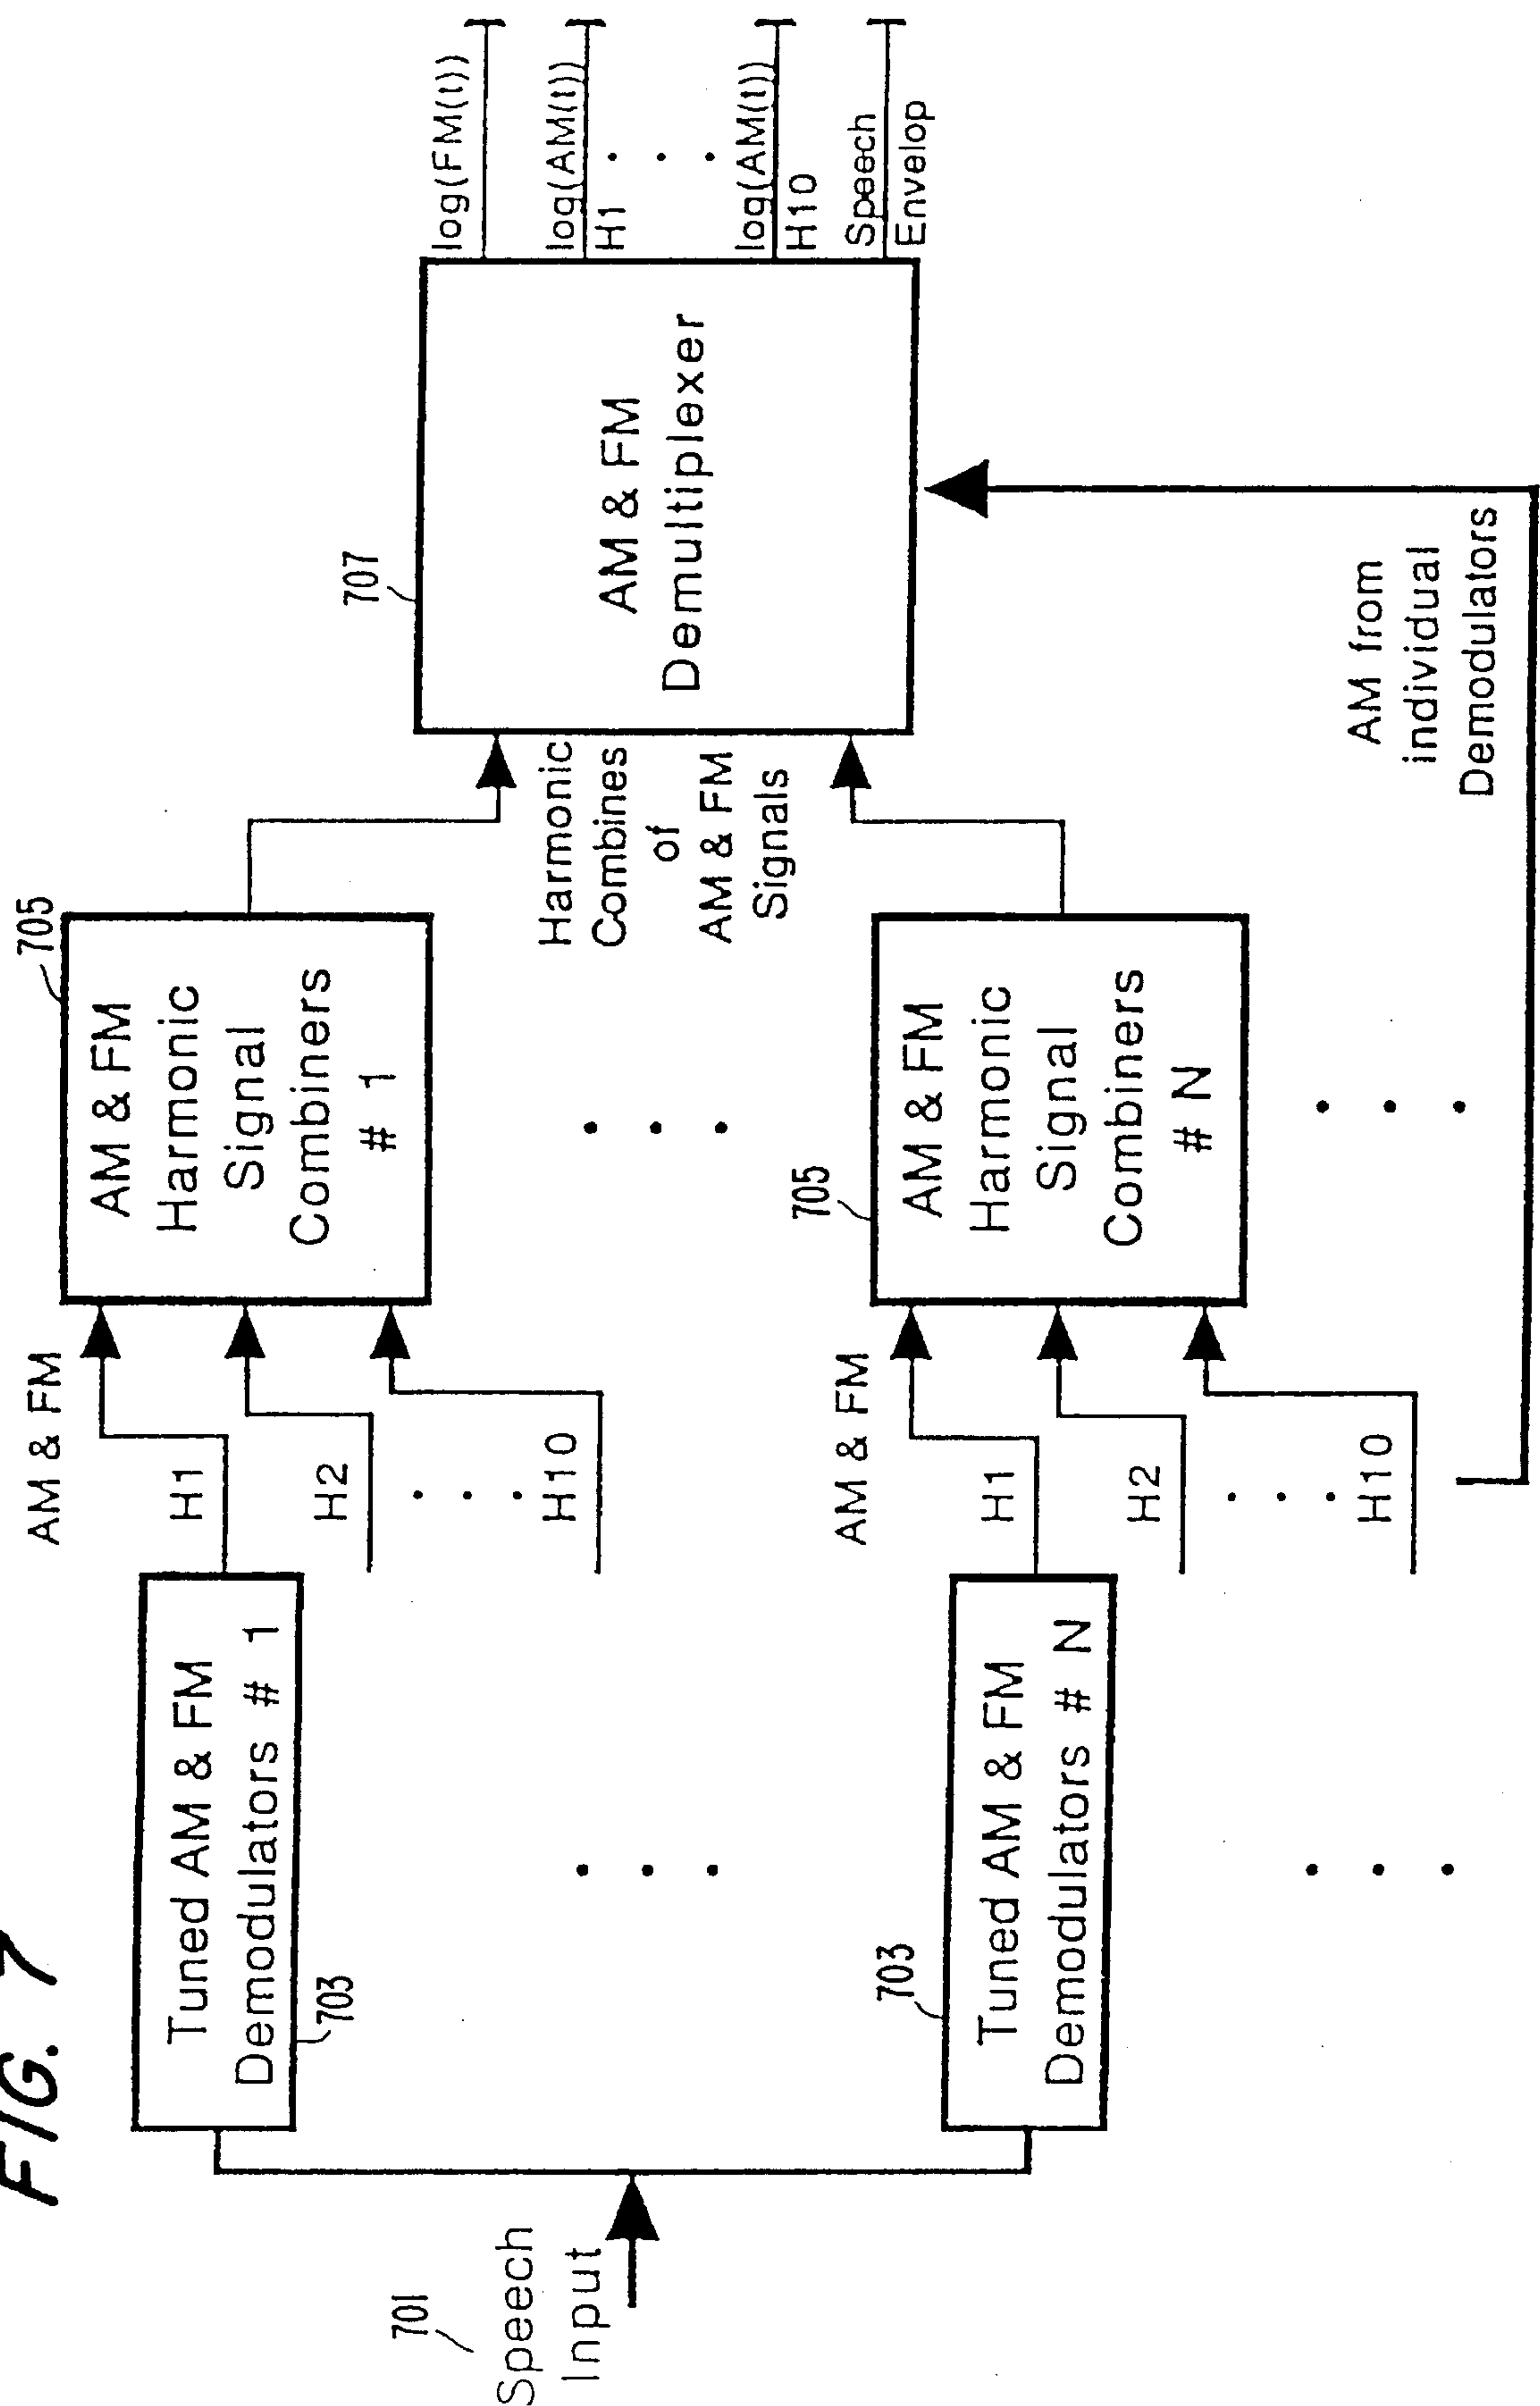 FIG. 7
701
Speech
Input
Tuned AM & FM
Demodulators # 1
703
703
Tuned AM & FM
Demodulators # N
AM & FM
H1
H2
H10
AM & FM
H1
H2
H10
705
AM & FM
Harmonic
Signal
Combiners
# 1
705
AM & FM
Harmonic
Signal
Combiners
# N
Harmonic
Combines
of
AM & FM
Signals
707
AM & FM
Demultiplexer
AM from
individual
Demodulators
log(FM(t))
log(AM(t))
H1
log(AM(t))
H10
Speech
Envelop